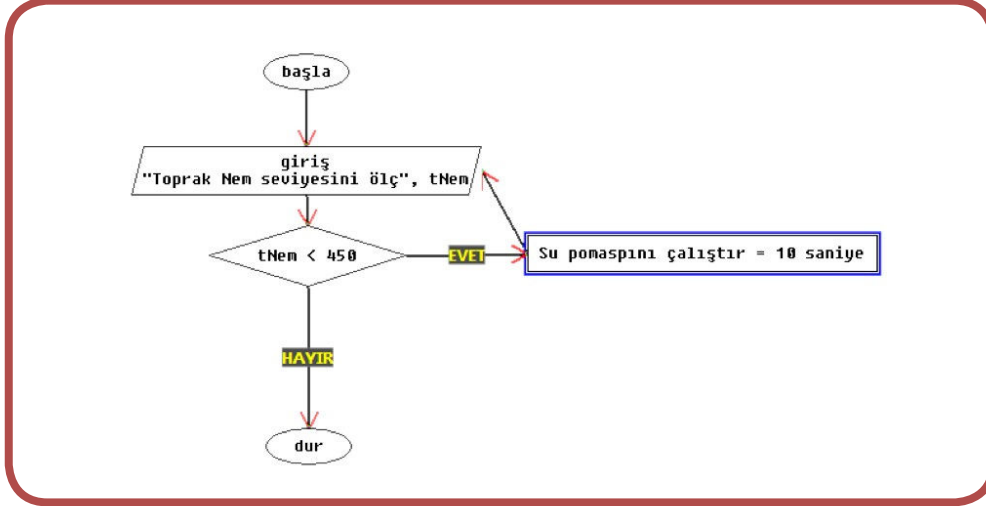 başla
giriş
"Toprak Nem seviyesini ölç", tNem
tNem < 450
EVET
Su pomaspını çalıştır = 10 saniye
HAYIR
dur